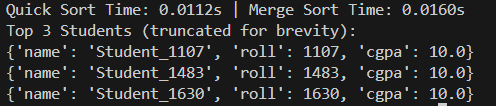 Quick Sort Time: 0.0112s | Merge Sort Time: 0.0160s
Top 3 Students (truncated for brevity):
{'name': 'Student_1107', 'roll': 1107, 'cgpa': 10.0}
{'name': 'Student_1483', 'roll': 1483, 'cgpa': 10.0}
{'name': 'Student_1630', 'roll': 1630, 'cgpa': 10.0}